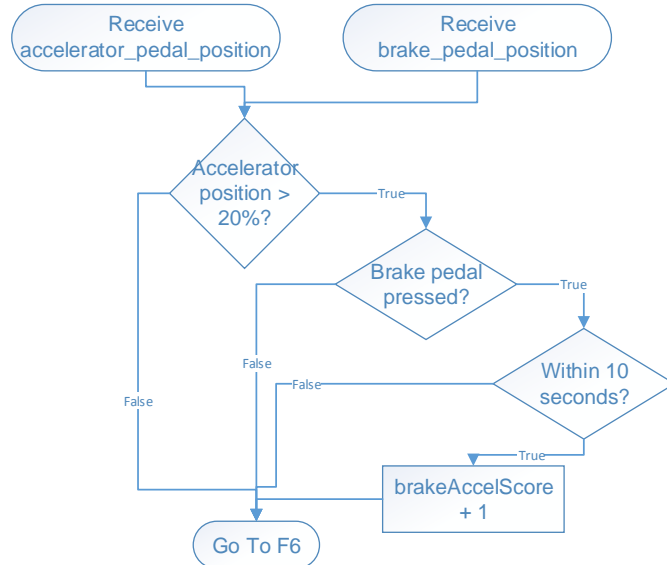 Receive
accelerator_pedal_position
Receive
brake_pedal_position
Accelerator
position >
20%?
True
Brake pedal
pressed?
True
False
Within 10
seconds?
False
False
True
brakeAccelScore
+ 1
Go To F6